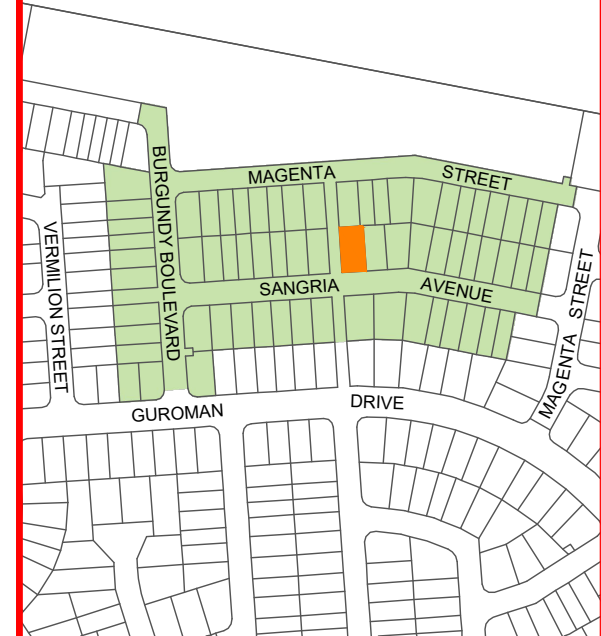 MAGENTA
STREET
BURGUNDY BOULEVARD
VERMILION STREET
SANGRIA
AVENUE
MAGENTA STREET
GUROMAN
DRIVE